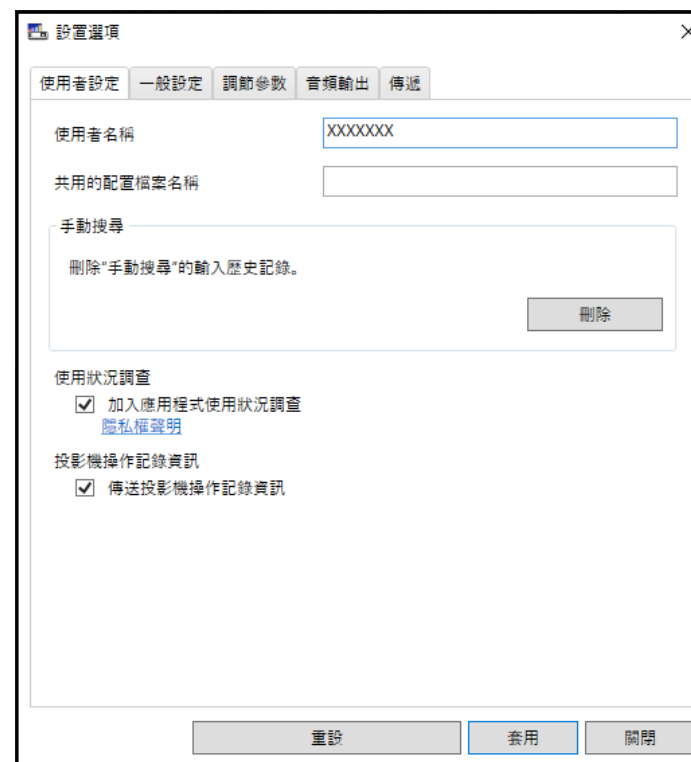 設置選項
使用者設定 一般設定 調節參數 音頻輸出 傳遞
使用者名稱 XXXXXXX
共用的配置檔案名稱
手動搜尋
刪除"手動搜尋"的輸入歷史記錄。
刪除
使用狀況調查
加入應用程式使用狀況調查
隱私權聲明
投影機操作記錄資訊
傳送投影機操作記錄資訊
重設 套用 關閉